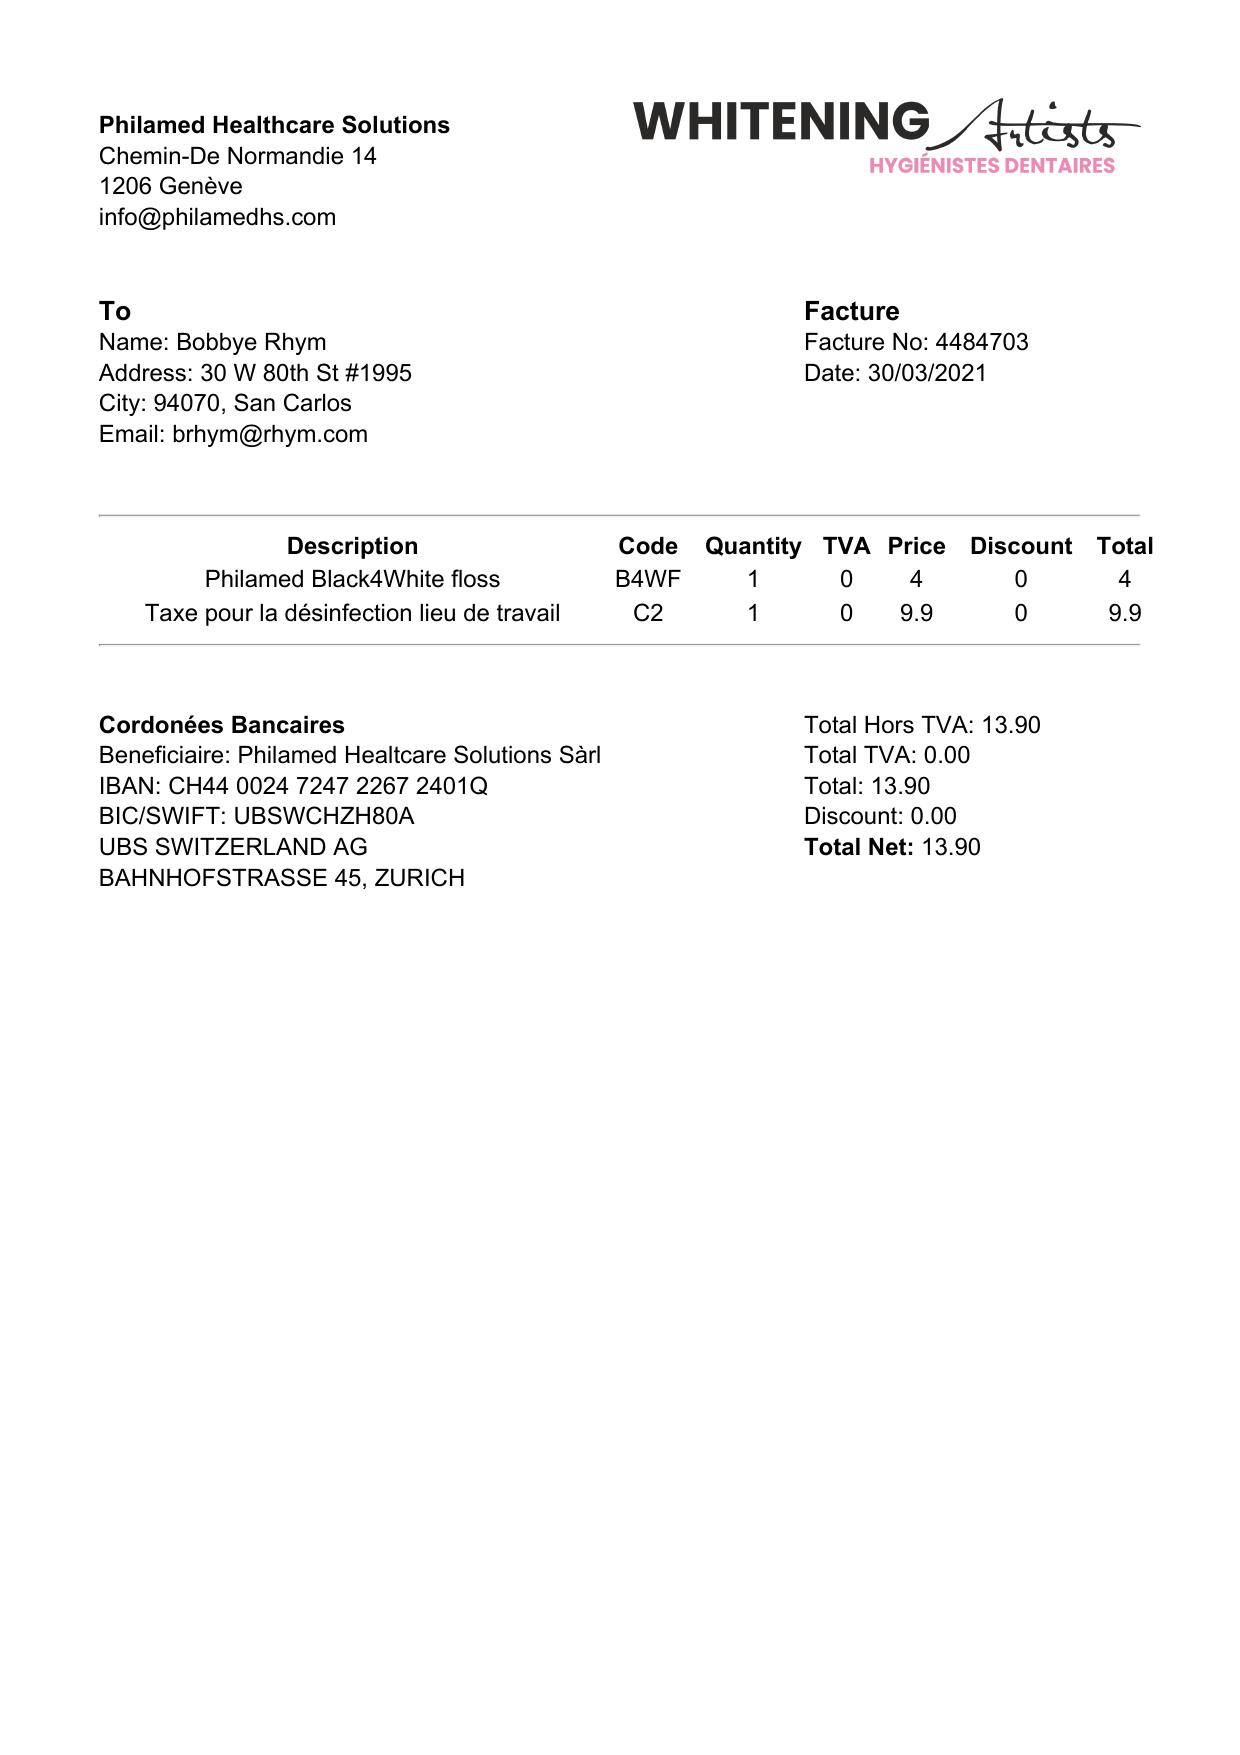 Philamed Healthcare Solutions
Chemin-De Normandie 14
1206 Genève
info@philamedhs.com
WHITENING Artists
HYGIÉNISTES DENTAIRES
To
Name: Bobbye Rhym
Address: 30 W 80th St #1995
City: 94070, San Carlos
Email: brhym@rhym.com
Facture
Facture No: 4484703
Date: 30/03/2021
Description Code Quantity TVA Price Discount Total
Philamed Black4White floss B4WF 1 0 4 0 4
Taxe pour la désinfection lieu de travail C2 1 0 9.9 0 9.9
Cordonées Bancaires
Beneficiaire: Philamed Healtcare Solutions Sàrl
IBAN: CH44 0024 7247 2267 2401Q
BIC/SWIFT: UBSWCHZH80A
UBS SWITZERLAND AG
BAHNHOFSTRASSE 45, ZURICH
Total Hors TVA: 13.90
Total TVA: 0.00
Total: 13.90
Discount: 0.00
Total Net: 13.90